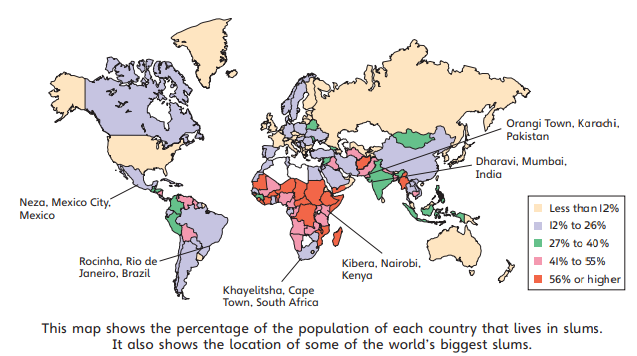 Orangi Town, Karachi,
Pakistan
Dharavi, Mumbai,
India
Neza, Mexico City,
Mexico
Less than 12%
12% to 26%
27% to 40%
41% to 55%
56% or higher
Rocinha, Rio de
Janeiro, Brazil
Kibera, Nairobi,
Kenya
Khayelitsha, Cape
Town, South Africa
This map shows the percentage of the population of each country that lives in slums.
It also shows the location of some of the world's biggest slums.